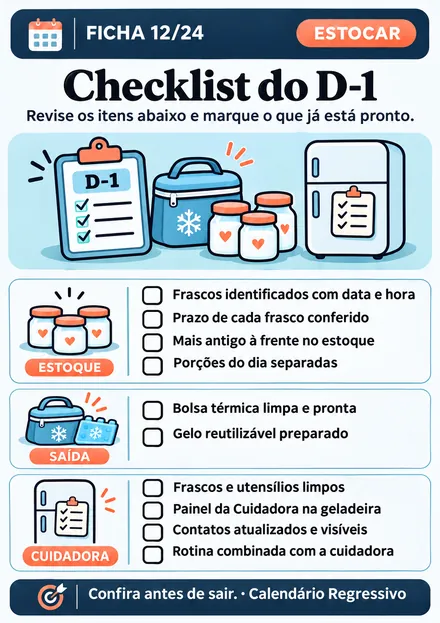 FICHA 12/24
ESTOCAR
Checklist do D-1
Revise os itens abaixo e marque o que já está pronto.
D-1
Frascos identificados com data e hora
Prazo de cada frasco conferido
Mais antigo à frente no estoque
Porções do dia separadas
ESTOQUE
Bolsa térmica limpa e pronta
Gelo reutilizável preparado
SAÍDA
Frascos e utensílios limpos
Painel da Cuidadora na geladeira
Contatos atualizados e visíveis
Rotina combinada com a cuidadora
CUIDADORA
Confira antes de sair. · Calendário Regressivo